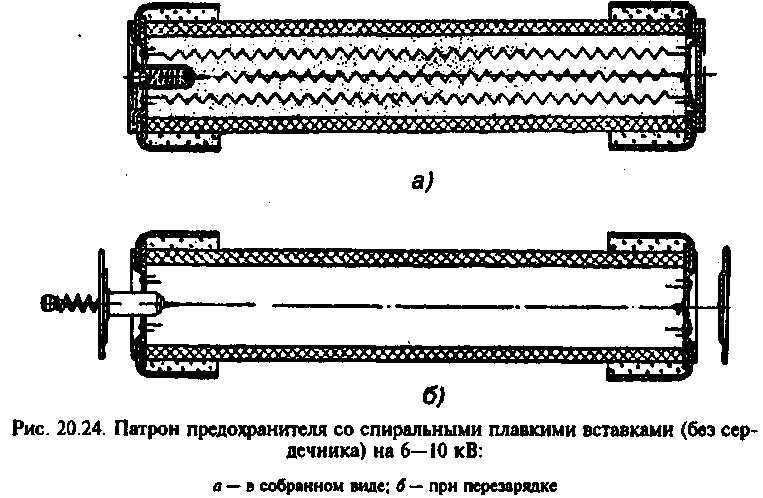 а)
б)
Рис. 20.24. Патрон предохранителя со спиральными плавкими вставками (без сер-
дечника) на 6—10 кВ:
а — в собранном виде; б — при перезарядке